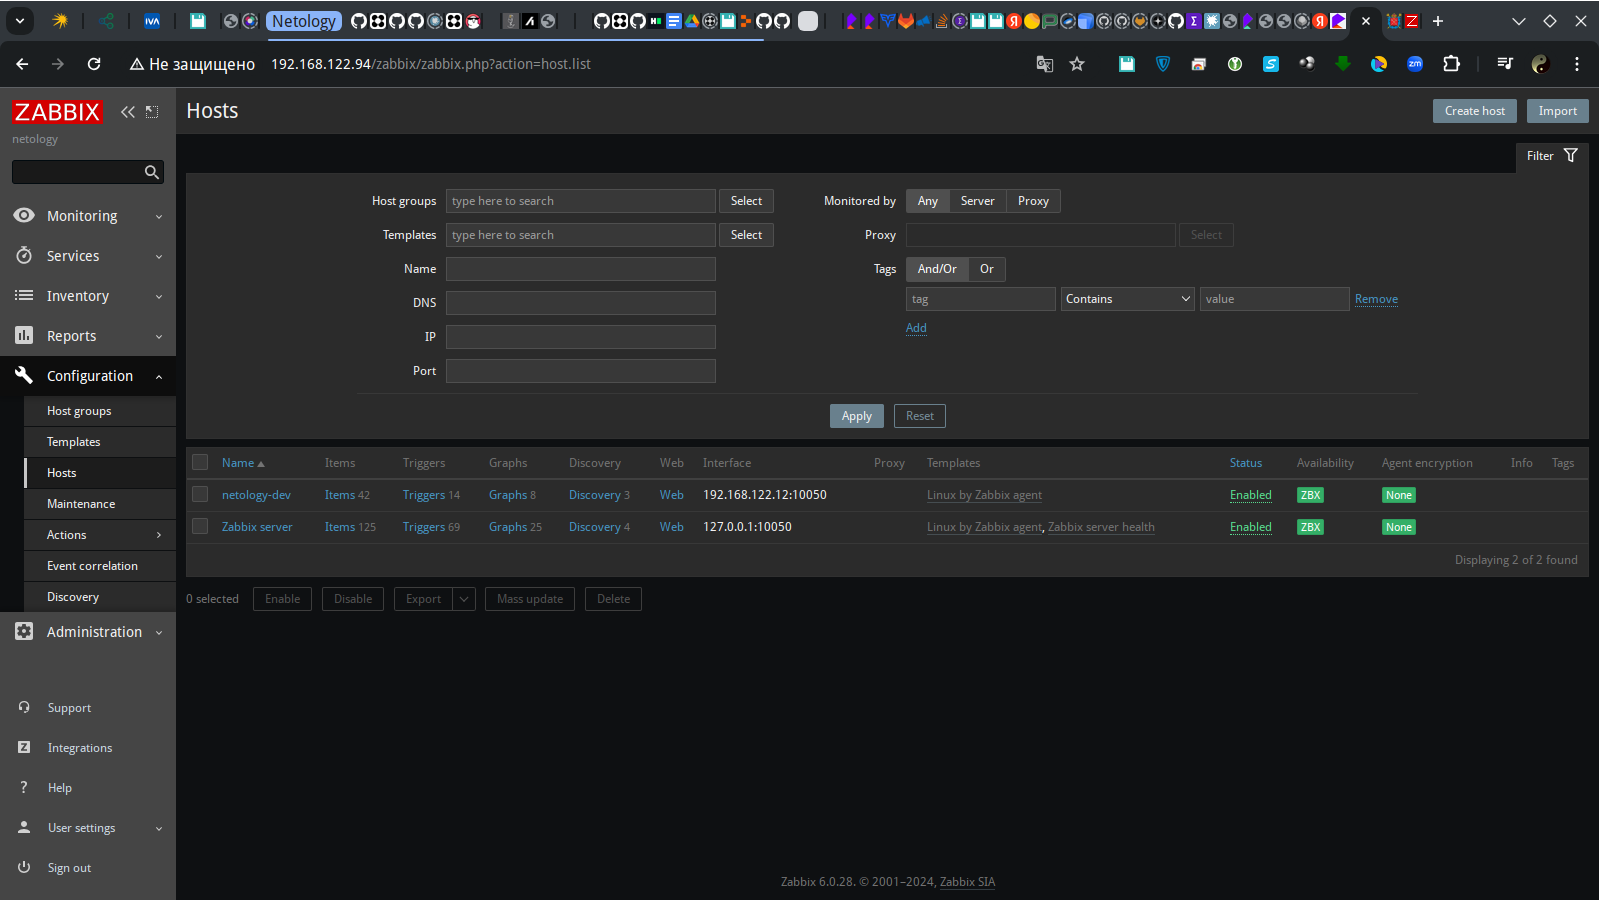 Netology
Не защищено 192.168.122.94/zabbix/zabbix.php?action=host.list
ZABBIX
netology
Monitoring
Services
Inventory
Reports
Configuration
Host groups
Templates
Hosts
Maintenance
Actions
Event correlation
Discovery
Administration
Support
Integrations
Help
User settings
Sign out
Hosts
Create host Import
Filter
Host groups type here to search Select
Templates type here to search Select
Name
DNS
IP
Port
Monitored by Any Server Proxy
Proxy Select
Tags And/Or Or
tag Contains value Remove
Add
Apply Reset
Name Items Triggers Graphs Discovery Web Interface Proxy Templates Status Availability Agent encryption Info Tags
netology-dev Items 42 Triggers 14 Graphs 8 Discovery 3 Web 192.168.122.12:10050 Linux by Zabbix agent Enabled ZBX None
Zabbix server Items 125 Triggers 69 Graphs 25 Discovery 4 Web 127.0.0.1:10050 Linux by Zabbix agent, Zabbix server health Enabled ZBX None
Displaying 2 of 2 found
0 selected Enable Disable Export Mass update Delete
Zabbix 6.0.28. © 2001–2024, Zabbix SIA